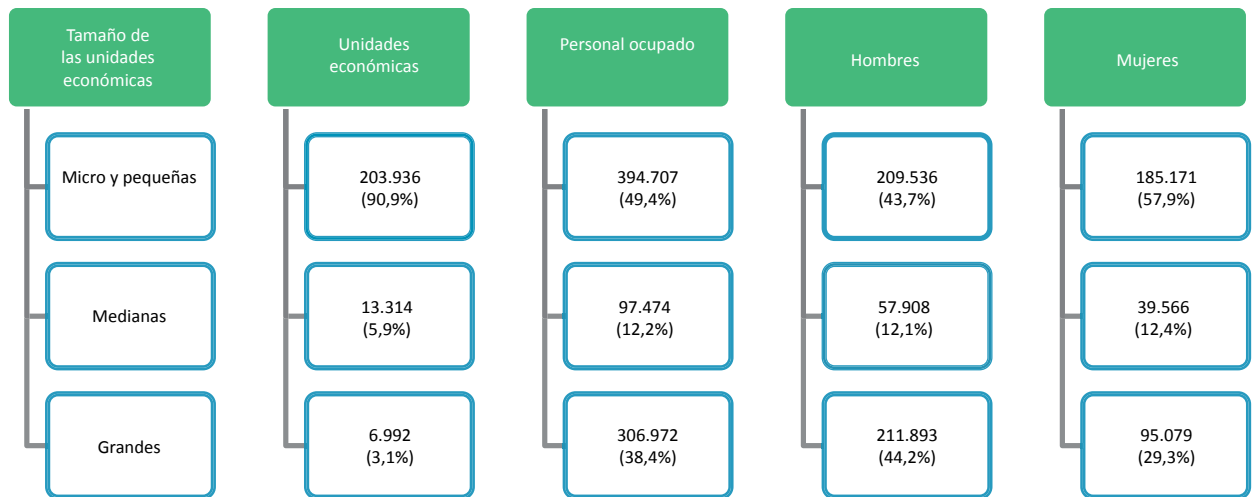 Tamaño de
las unidades
económicas
Unidades
económicas
Personal ocupado
Hombres
Mujeres
Micro y pequeñas
203.936
(90,9%)
394.707
(49,4%)
209.536
(43,7%)
185.171
(57,9%)
Medianas
13.314
(5,9%)
97.474
(12,2%)
57.908
(12,1%)
39.566
(12,4%)
Grandes
6.992
(3,1%)
306.972
(38,4%)
211.893
(44,2%)
95.079
(29,3%)